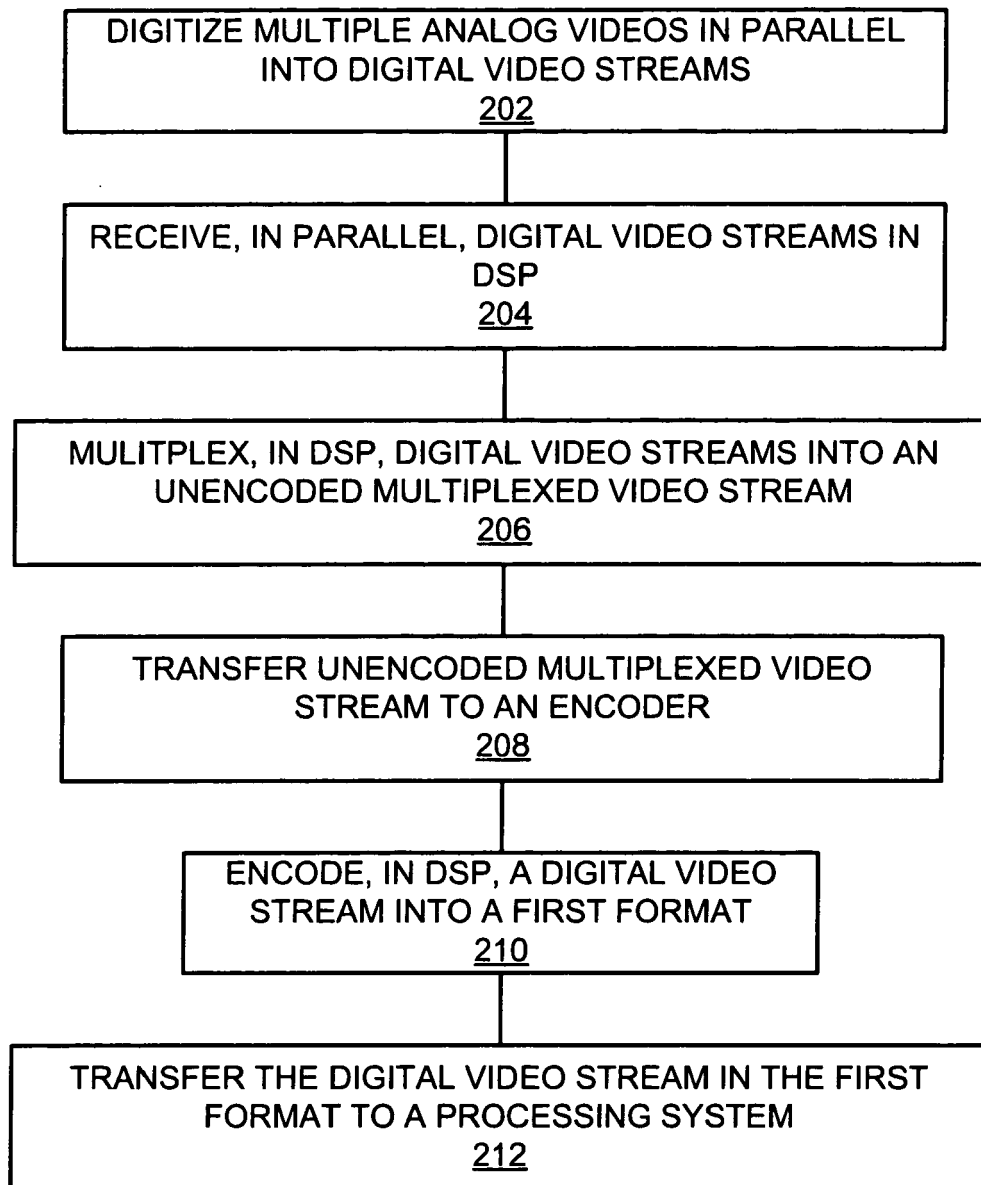 DIGITIZE MULTIPLE ANALOG VIDEOS IN PARALLEL
INTO DIGITAL VIDEO STREAMS
202
RECEIVE, IN PARALLEL, DIGITAL VIDEO STREAMS IN
DSP
204
MULITPLEX, IN DSP, DIGITAL VIDEO STREAMS INTO AN
UNENCODED MULTIPLEXED VIDEO STREAM
206
TRANSFER UNENCODED MULTIPLEXED VIDEO
STREAM TO AN ENCODER
208
ENCODE, IN DSP, A DIGITAL VIDEO
STREAM INTO A FIRST FORMAT
210
TRANSFER THE DIGITAL VIDEO STREAM IN THE FIRST
FORMAT TO A PROCESSING SYSTEM
212